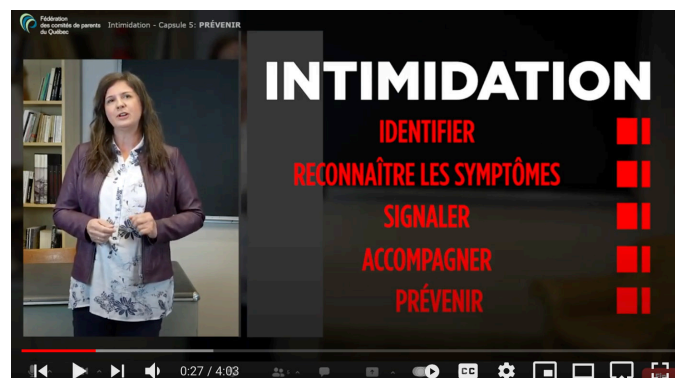 Fédération
des comités de parents
du Québec
Intimidation - Capsule 5: PRÉVENIR
INTIMIDATION
IDENTIFIER
RECONNAÎTRE LES SYMPTÔMES
SIGNALER
ACCOMPAGNER
PRÉVENIR
0:27 / 4:03
CC